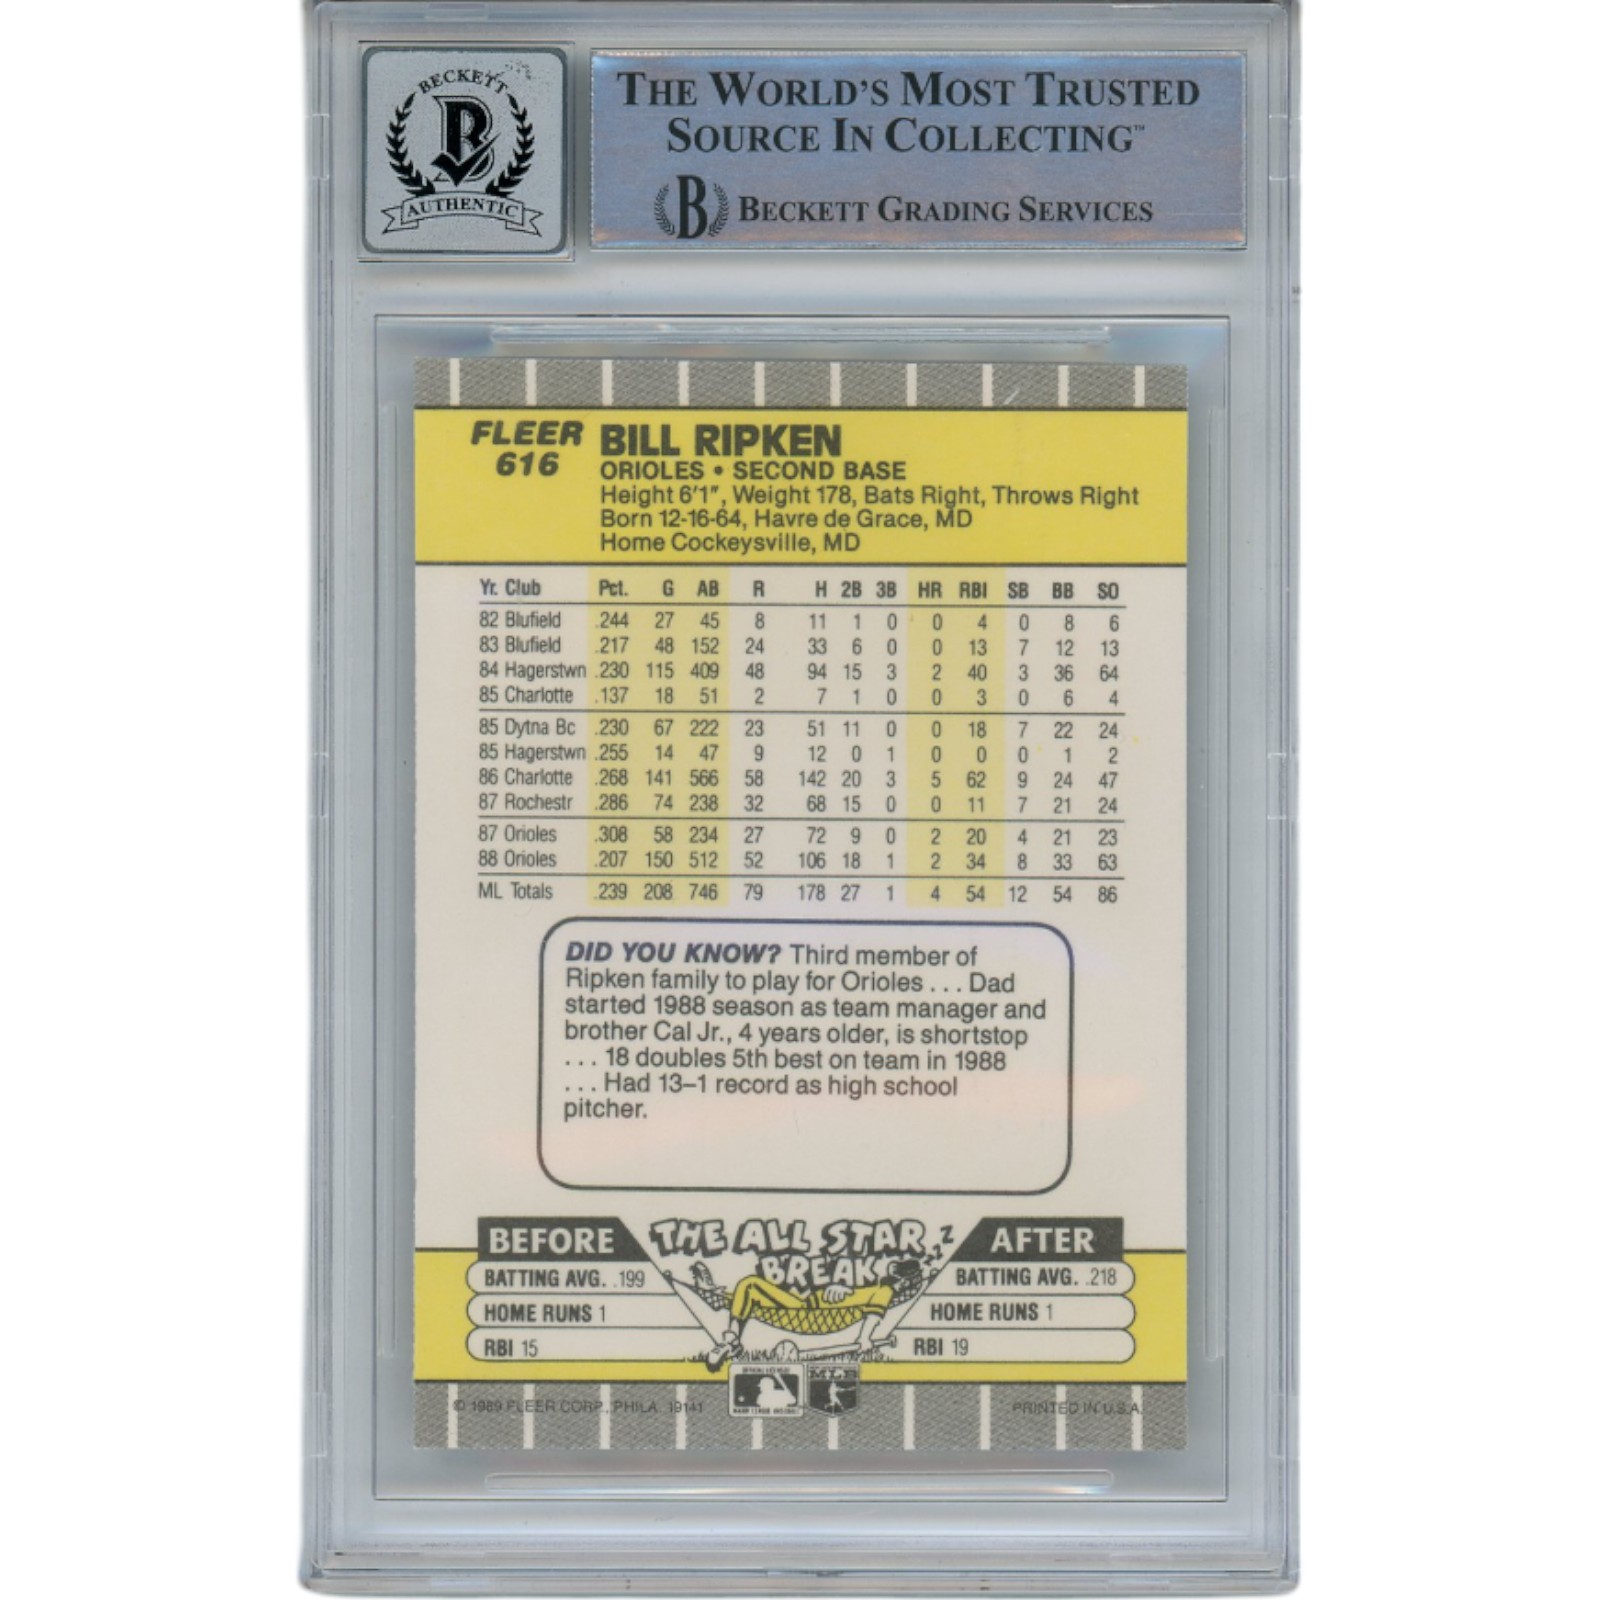 BECKETT
B
AUTHENTIC
THE WORLD'S MOST TRUSTED
SOURCE IN COLLECTING™
B BECKETT GRADING SERVICES
FLEER
616
BILL RIPKEN
ORIOLES • SECOND BASE
Height 6'1", Weight 178, Bats Right, Throws Right
Born 12-16-64, Havre de Grace, MD
Home Cockeysville, MD
Yr. Club Pct. G AB R H 2B 3B HR RBI SB BB SO
82 Blufield .244 27 45 8 11 1 0 0 4 0 8 6
83 Blufield .217 48 152 24 33 6 0 0 13 7 12 13
84 Hagerstwn .230 115 409 48 94 15 3 2 40 3 36 64
85 Charlotte .137 18 51 2 7 1 0 0 3 0 6 4
85 Dytna Bc .230 67 222 23 51 11 0 0 18 7 22 24
85 Hagerstwn .255 14 47 9 12 0 1 0 0 0 1 2
86 Charlotte .268 141 566 58 142 20 3 5 62 9 24 47
87 Rochestr .286 74 238 32 68 15 0 0 11 7 21 24
87 Orioles .308 58 234 27 72 9 0 2 20 4 21 23
88 Orioles .207 150 512 52 106 18 1 2 34 8 33 63
ML Totals .239 208 746 79 178 27 1 4 54 12 54 86
DID YOU KNOW? Third member of
Ripken family to play for Orioles . . . Dad
started 1988 season as team manager and
brother Cal Jr., 4 years older, is shortstop
. . . 18 doubles 5th best on team in 1988
. . . Had 13–1 record as high school
pitcher.
BEFORE
BATTING AVG. .199
HOME RUNS 1
RBI 15
THE ALL STAR
BREAK
Z Z Z Z
AFTER
BATTING AVG. .218
HOME RUNS 1
RBI 19
MLB
© 1989 FLEER CORP., PHILA. 19141
PRINTED IN U.S.A.